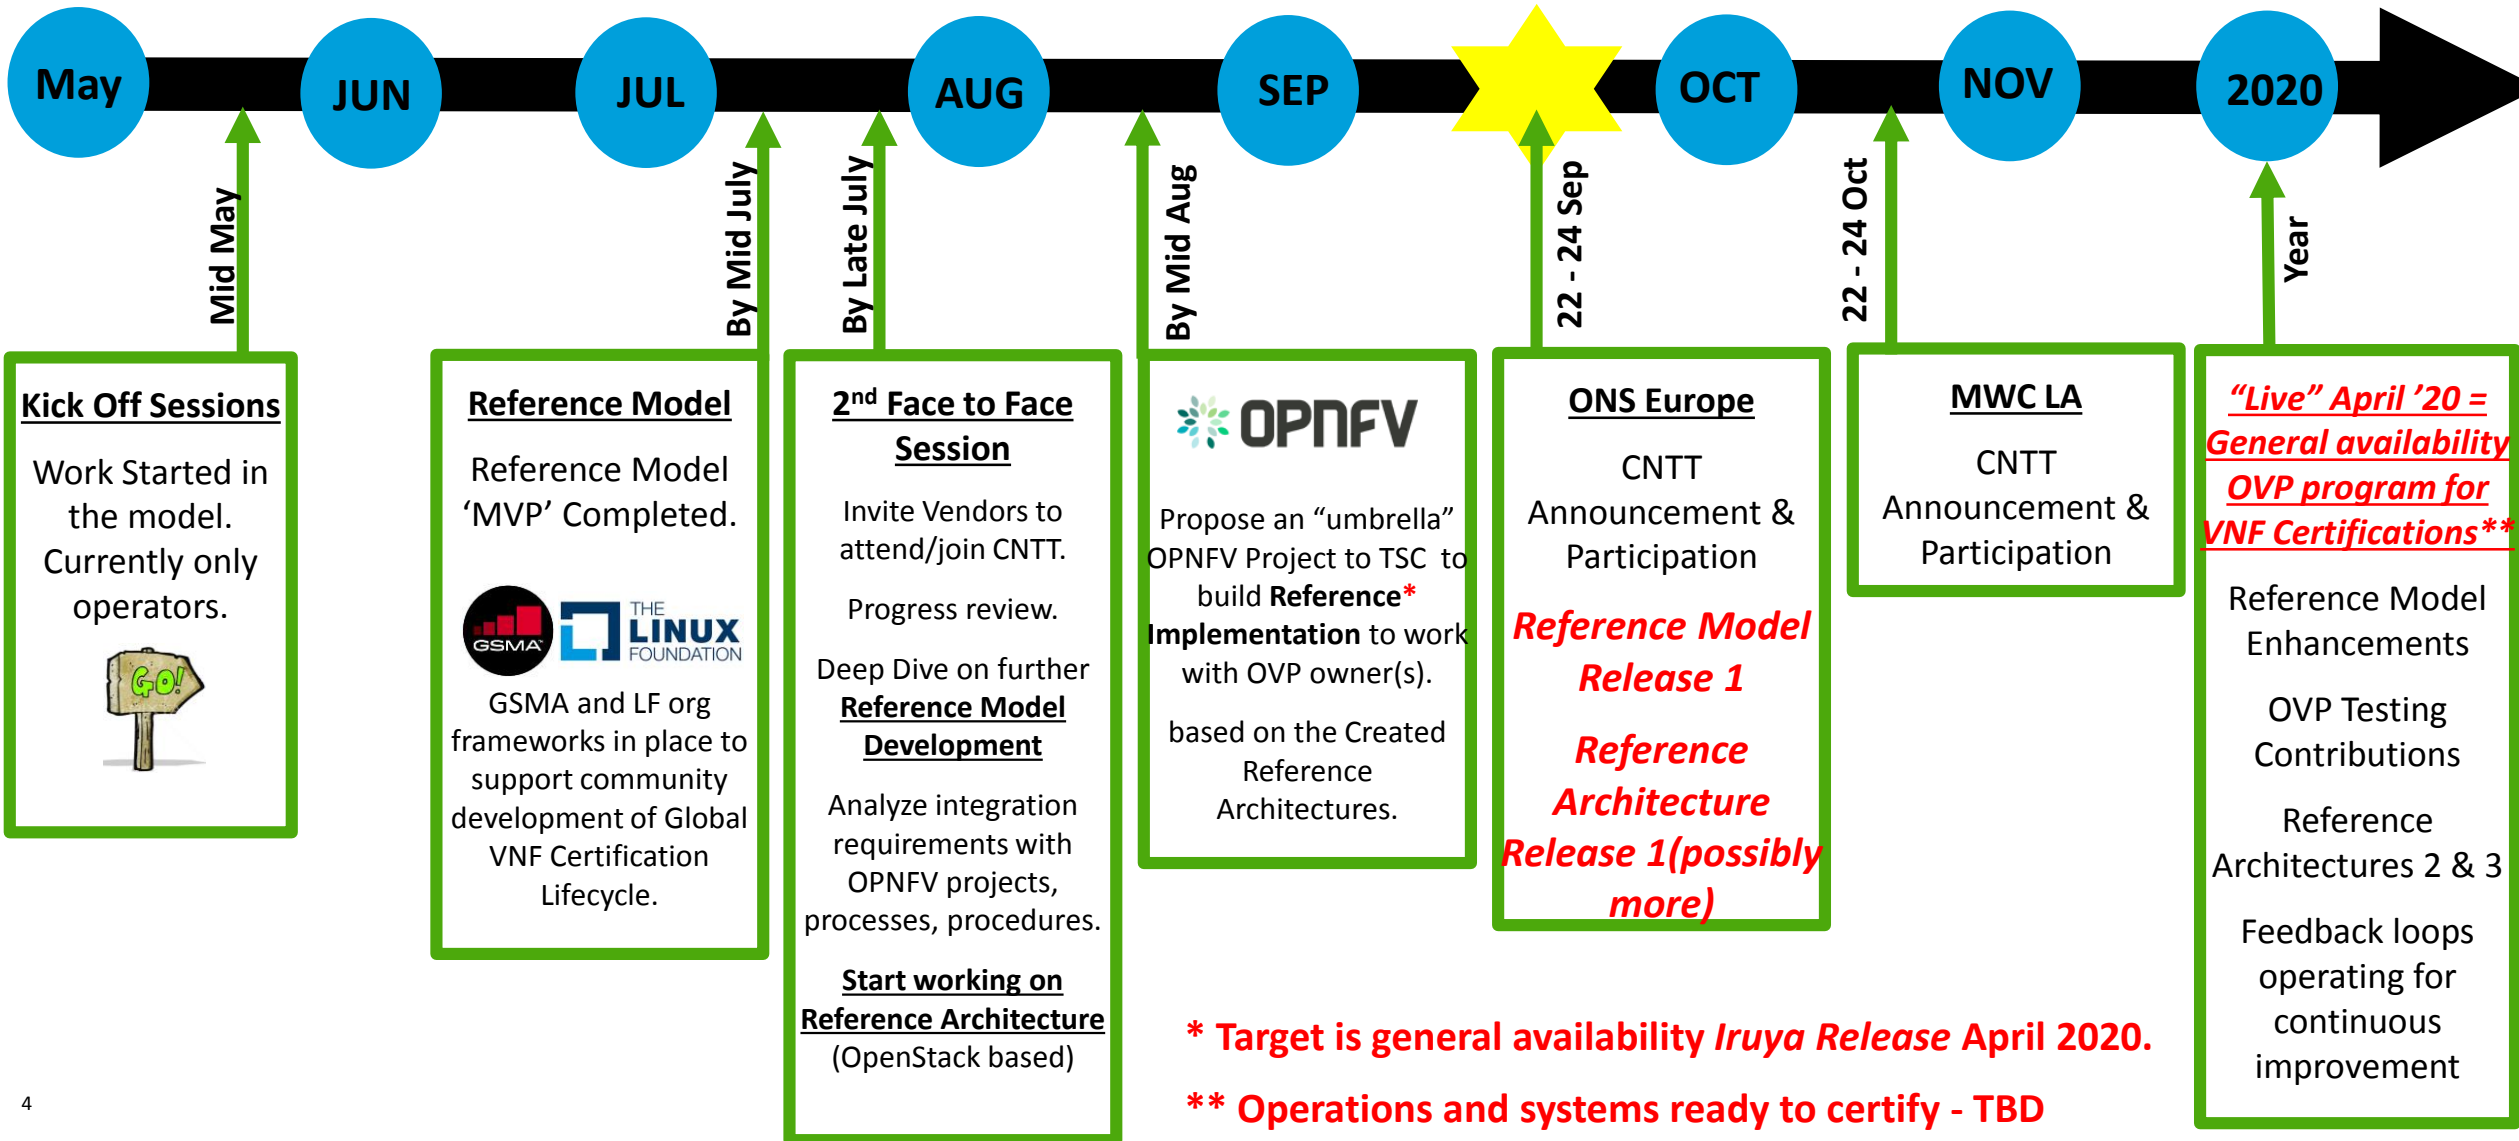 May
JUN
JUL
AUG
SEP
OCT
NOV
2020
Mid May
By Mid July
By Late July
By Mid Aug
22 - 24 Sep
22 - 24 Oct
Year
Kick Off Sessions
Work Started in
the model.
Currently only
operators.
GO!
Reference Model
Reference Model
‘MVP’ Completed.
GSMA™
THE
LINUX
FOUNDATION
GSMA and LF org
frameworks in place to
support community
development of Global
VNF Certification
Lifecycle.
2nd Face to Face
Session
Invite Vendors to
attend/join CNTT.
Progress review.
Deep Dive on further
Reference Model
Development
Analyze integration
requirements with
OPNFV projects,
processes, procedures.
Start working on
Reference Architecture
(OpenStack based)
OPNFV
Propose an “umbrella”
OPNFV Project to TSC to
build Reference*
Implementation to work
with OVP owner(s).
based on the Created
Reference
Architectures.
ONS Europe
CNTT
Announcement &
Participation
Reference Model
Release 1
Reference
Architecture
Release 1(possibly
more)
MWC LA
CNTT
Announcement &
Participation
“Live” April ’20 =
General availability
OVP program for
VNF Certifications**
Reference Model
Enhancements
OVP Testing
Contributions
Reference
Architectures 2 & 3
Feedback loops
operating for
continuous
improvement
* Target is general availability Iruya Release April 2020.
** Operations and systems ready to certify - TBD
4